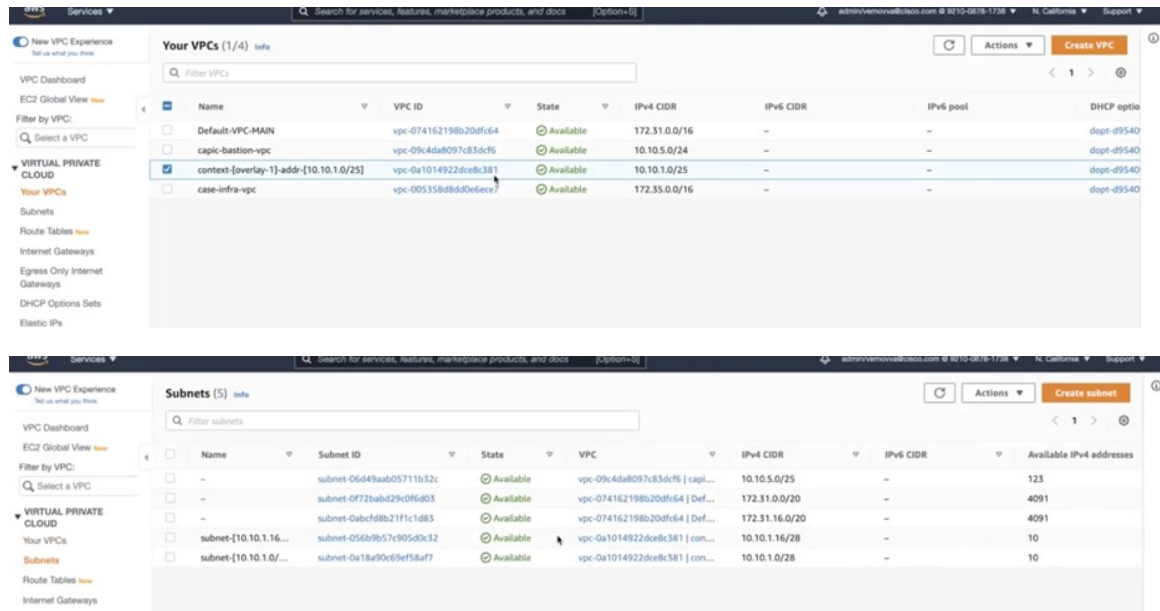 aws Services ▼ Search for services, features, marketplace products, and docs [Option+S] admin/vemovva@cisco.com @ 9210-0878-1738 ▼ N. California ▼ Support ▼
New VPC Experience
Tell us what you think
VPC Dashboard
EC2 Global View New
Filter by VPC:
Select a VPC
VIRTUAL PRIVATE
CLOUD
Your VPCs
Subnets
Route Tables New
Internet Gateways
Egress Only Internet
Gateways
DHCP Options Sets
Elastic IPs
Your VPCs (1/4) Info
Actions ▼ Create VPC
Filter VPCs
< 1 >
Name VPC ID State IPv4 CIDR IPv6 CIDR IPv6 pool DHCP optio
Default-VPC-MAIN vpc-074162198b20dfc64 Available 172.31.0.0/16 – – dopt-d9540
capic-bastion-vpc vpc-09c4da8097c83dcf6 Available 10.10.5.0/24 – – dopt-d9540
context-[overlay-1]-addr-[10.10.1.0/25] vpc-0a1014922dce8c381 Available 10.10.1.0/25 – – dopt-d9540
case-infra-vpc vpc-005358d8dd0e6ece7 Available 172.35.0.0/16 – – dopt-d9540
aws Services ▼ Search for services, features, marketplace products, and docs [Option+S] admin/vemovva@cisco.com @ 9210-0878-1738 ▼ N. California ▼ Support ▼
New VPC Experience
Tell us what you think
VPC Dashboard
EC2 Global View New
Filter by VPC:
Select a VPC
VIRTUAL PRIVATE
CLOUD
Your VPCs
Subnets
Route Tables New
Internet Gateways
Subnets (5) Info
Actions ▼ Create subnet
Filter subnets
< 1 >
Name Subnet ID State VPC IPv4 CIDR IPv6 CIDR Available IPv4 addresses
– subnet-06d49aab05711b32c Available vpc-09c4da8097c83dcf6 | capi... 10.10.5.0/25 – 123
– subnet-0f72babd29c0f6d03 Available vpc-074162198b20dfc64 | Def... 172.31.0.0/20 – 4091
– subnet-0abcfd8b21f1c1d83 Available vpc-074162198b20dfc64 | Def... 172.31.16.0/20 – 4091
subnet-[10.10.1.16... subnet-056b9b57c905d0c32 Available vpc-0a1014922dce8c381 | con... 10.10.1.16/28 – 10
subnet-[10.10.1.0/... subnet-0a18a90c69ef58af7 Available vpc-0a1014922dce8c381 | con... 10.10.1.0/28 – 10